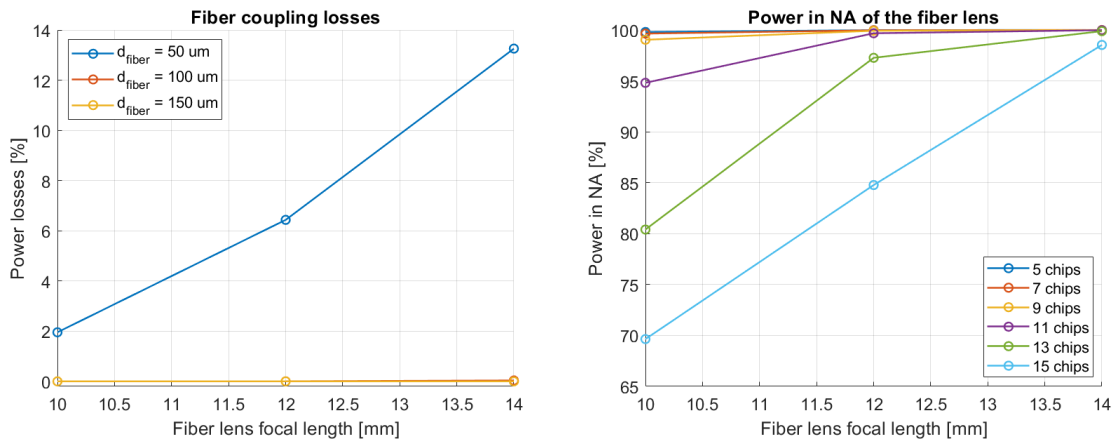 Fiber coupling losses
14
12
10
8
6
4
2
0
Power losses [%]
d_fiber = 50 um
d_fiber = 100 um
d_fiber = 150 um
10 10.5 11 11.5 12 12.5 13 13.5 14
Fiber lens focal length [mm]
Power in NA of the fiber lens
100
95
90
85
80
75
70
65
Power in NA [%]
5 chips
7 chips
9 chips
11 chips
13 chips
15 chips
10 10.5 11 11.5 12 12.5 13 13.5 14
Fiber lens focal length [mm]